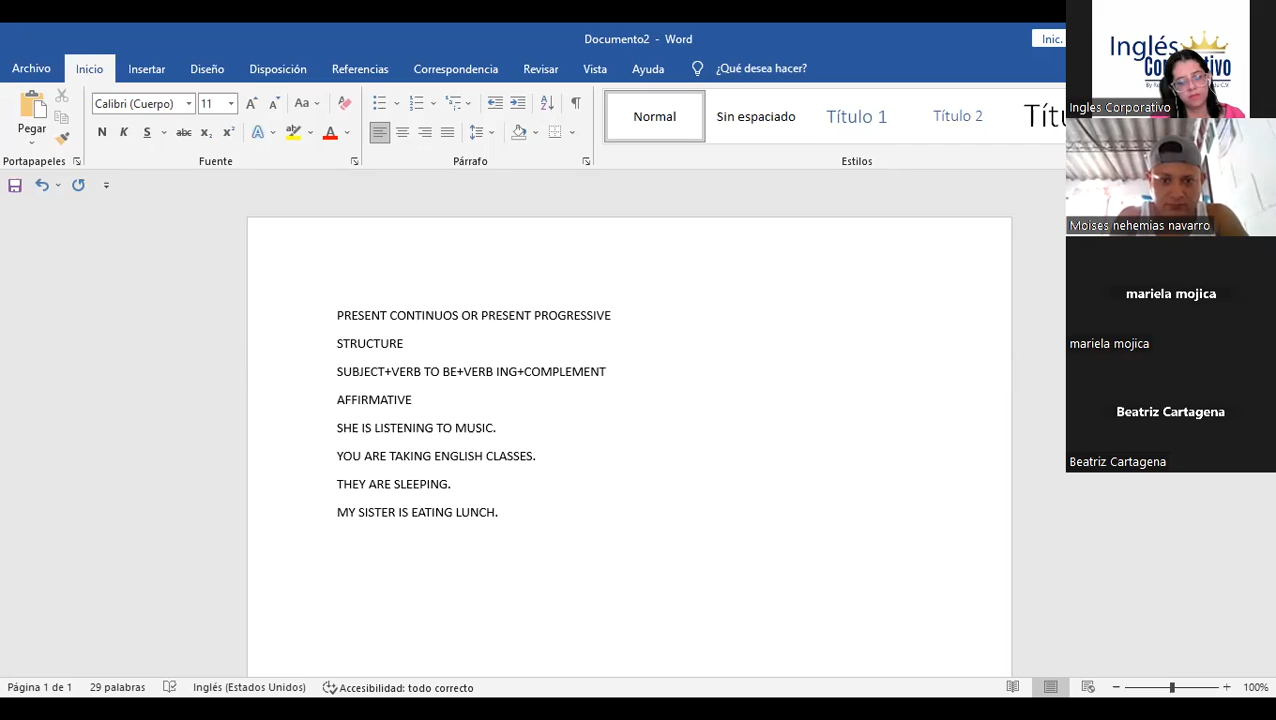 Documento2 - Word
Inic.
Archivo Inicio Insertar Diseño Disposición Referencias Correspondencia Revisar Vista Ayuda ¿Qué desea hacer?
Pegar
Calibri (Cuerpo) 11
Aa
N K S abc x₂ x² A A
Normal
Sin espaciado
Título 1
Título 2
Portapapeles Fuente Párrafo Estilos
PRESENT CONTINUOS OR PRESENT PROGRESSIVE
STRUCTURE
SUBJECT+VERB TO BE+VERB ING+COMPLEMENT
AFFIRMATIVE
SHE IS LISTENING TO MUSIC.
YOU ARE TAKING ENGLISH CLASSES.
THEY ARE SLEEPING.
MY SISTER IS EATING LUNCH.
Inglés
Ingles Corporativo
Moises nehemias navarro
mariela mojica
mariela mojica
Beatriz Cartagena
Beatriz Cartagena
Página 1 de 1 29 palabras Inglés (Estados Unidos) Accesibilidad: todo correcto 100%